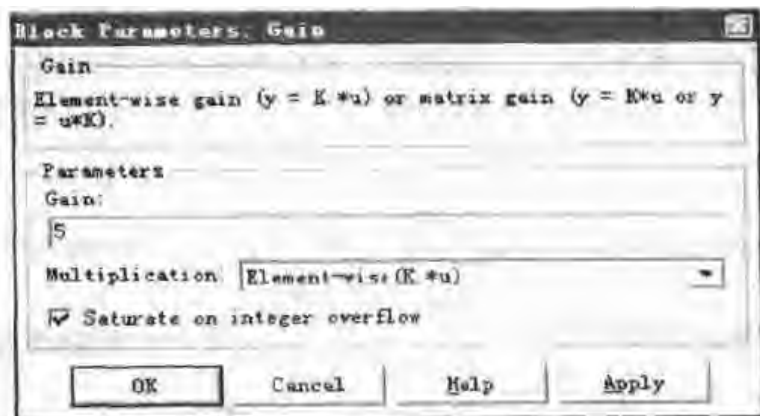 Block Parameters: Gain
Gain
Element-wise gain (y = K.*u) or matrix gain (y = K*u or y
= u*K).
Parameters
Gain:
5
Multiplication: Element-wise(K.*u)
Saturate on integer overflow
OK Cancel Help Apply